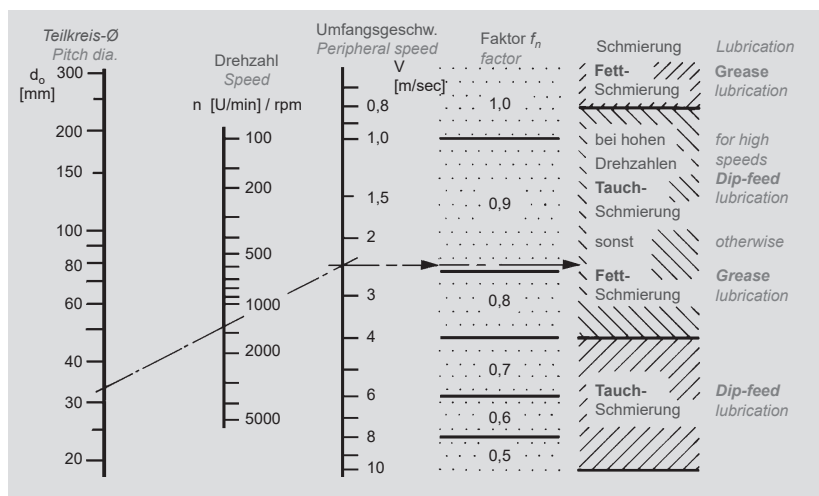 Teilkreis-Ø
Pitch dia.
d₀
[mm]
300
200
150
100
80
60
40
30
20
Drehzahl
Speed
n [U/min] / rpm
100
200
500
1000
2000
5000
Umfangsgeschw.
Peripheral speed
V
[m/sec]
0,8
1,0
1,5
2
3
4
6
8
10
Faktor fₙ
factor
1,0
0,9
0,8
0,7
0,6
0,5
Schmierung Lubrication
Fett- Grease
Schmierung lubrication
bei hohen for high
Drehzahlen speeds
Tauch- Dip-feed
Schmierung lubrication
sonst otherwise
Fett- Grease
Schmierung lubrication
Tauch- Dip-feed
Schmierung lubrication